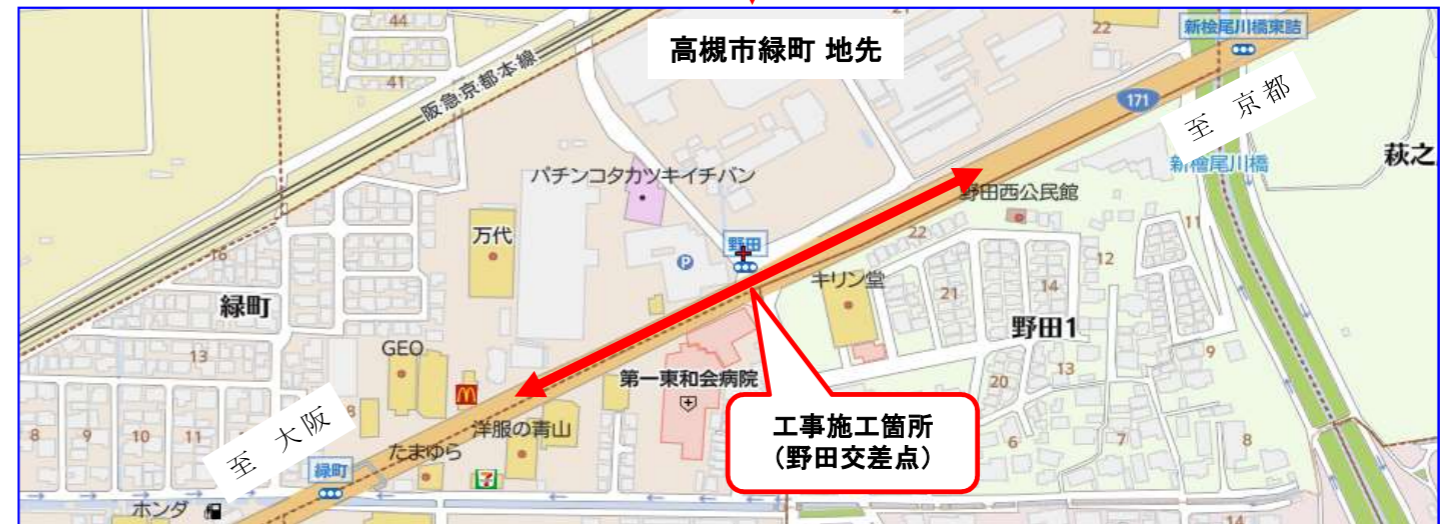 44
41
阪急京都本線
高槻市緑町 地先
22
新桧尾川橋東詰
171
至 京都
新檜尾川橋
萩之
パチンコタカツキイチバン
野田西公民館
22
11
万代
野田
P
キリン堂
12
16
緑町
21
14
野田1
13
GEO
9
第一東和会病院
20
13
工事施工箇所
(野田交差点)
8
9
10
11
至 大阪
洋服の青山
たまゆら
6
7
8
緑町
7
ホンダ
14